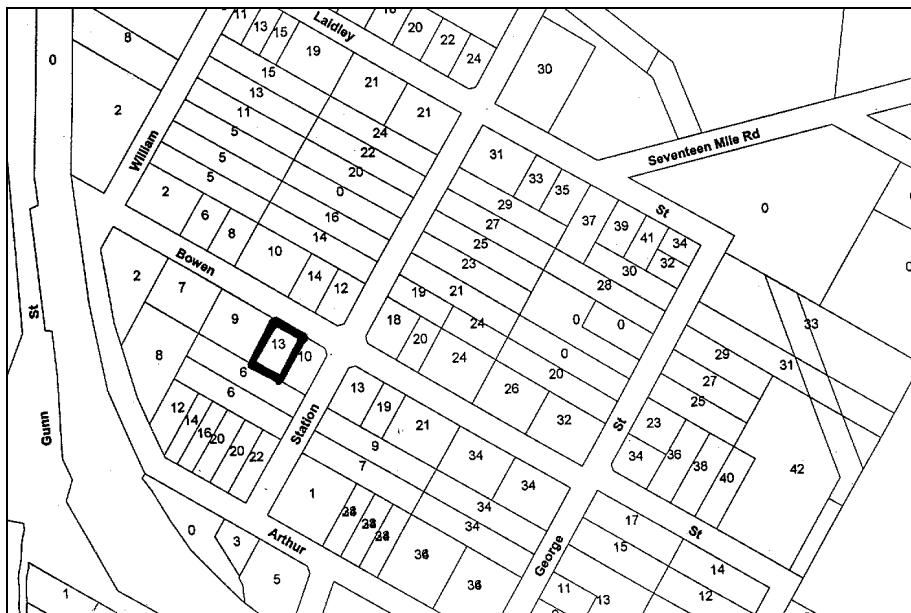 11 13 15 Laidley 18 20 22 24
0 8 19 30
15 21 21
2 13
11 24
William 5 22 31 Seventeen Mile Rd
5 20 33 35
5 0 29 37 St 0
2 6 16 27 39 41 34
8 14 25 30 32
Bowen 10 23 28
2 7 14 12 19 21
9 18 20 24 0 0 33
St 13 10 24 0 29 31
8 6 20 27
6 13 19 26 32 25
12 14 16 20 20 22 Station 21 St 23
Gunn 9 34 34 36 38 40 42
7 34
1 34 17 St
0 Arthur 36 15 14
3 5 36 George 11 13 12
1